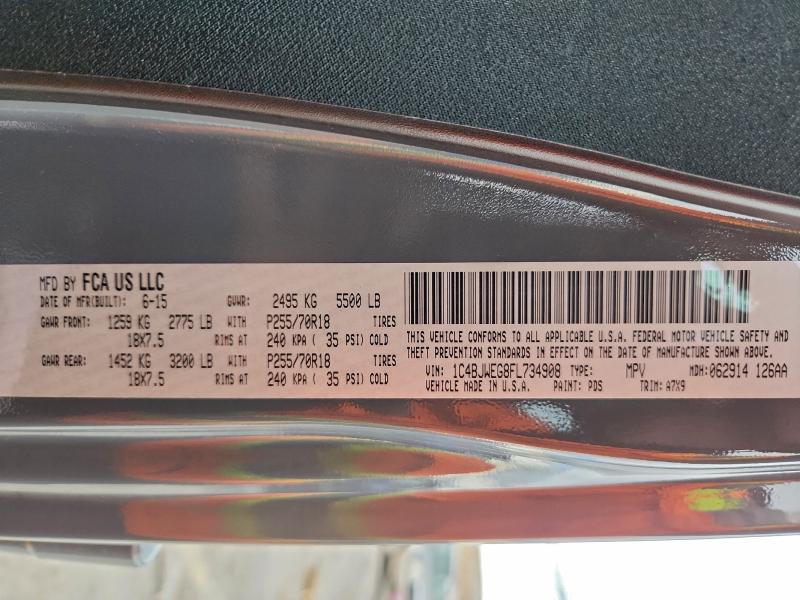 MFD BY FCA US LLC
DATE OF MFR(BUILT): 6-15 GVWR: 2495 KG 5500 LB
GAWR FRONT: 1259 KG 2775 LB WITH P255/70R18 TIRES
18X7.5 RIMS AT 240 KPA ( 35 PSI) COLD
GAWR REAR: 1452 KG 3200 LB WITH P255/70R18 TIRES
18X7.5 RIMS AT 240 KPA ( 35 PSI) COLD
THIS VEHICLE CONFORMS TO ALL APPLICABLE U.S.A. FEDERAL MOTOR VEHICLE SAFETY AND
THEFT PREVENTION STANDARDS IN EFFECT ON THE DATE OF MANUFACTURE SHOWN ABOVE.
VIN: 1C4BJWEG8FL734908 TYPE: MPV MDH: 062914 126AA
VEHICLE MADE IN U.S.A. PAINT: PDS TRIM: A7X9